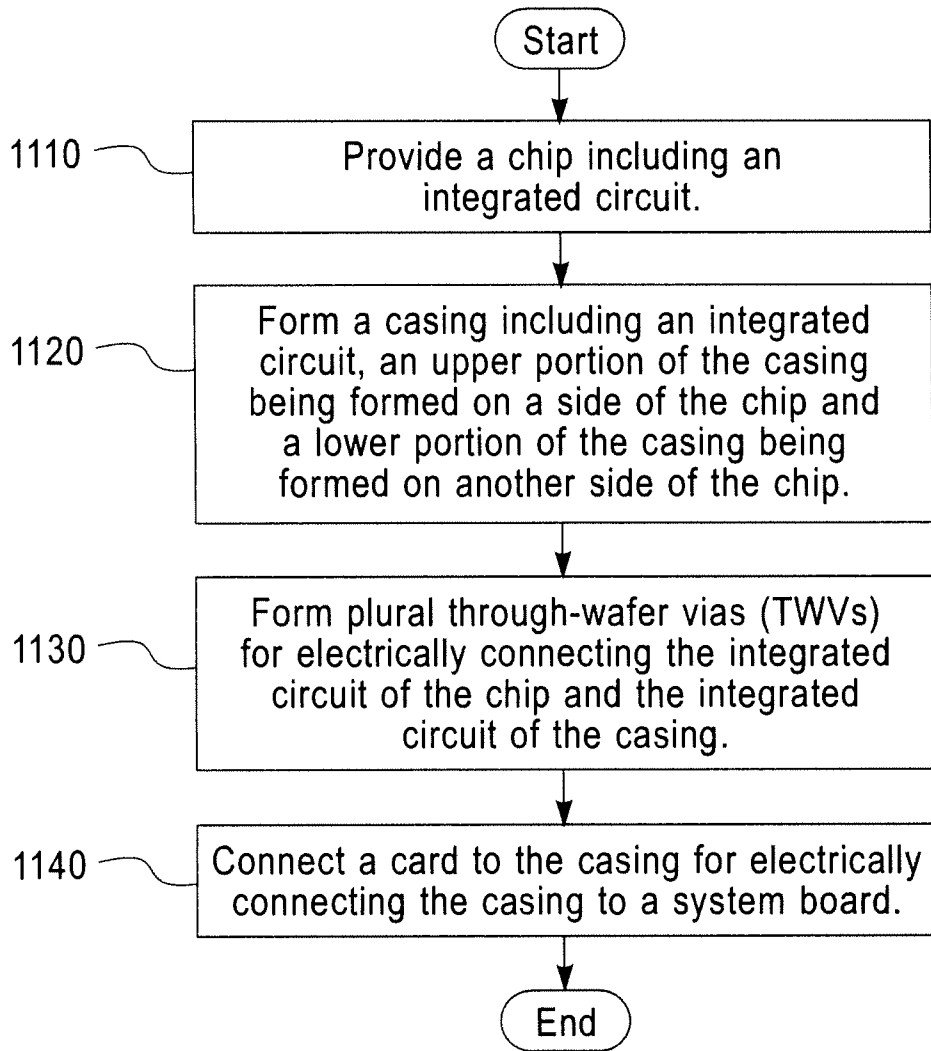 Start
1110
Provide a chip including an
integrated circuit.
1120
Form a casing including an integrated
circuit, an upper portion of the casing
being formed on a side of the chip and
a lower portion of the casing being
formed on another side of the chip.
1130
Form plural through-wafer vias (TWVs)
for electrically connecting the integrated
circuit of the chip and the integrated
circuit of the casing.
1140
Connect a card to the casing for electrically
connecting the casing to a system board.
End